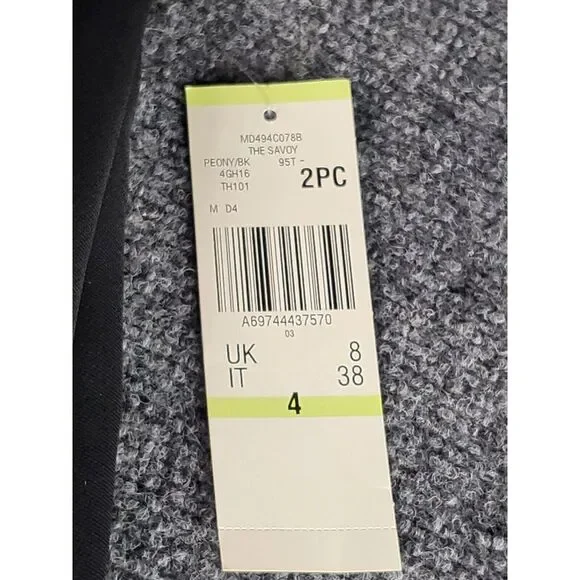 MD494C078B
THE SAVOY
PEONY/BK 95T -
4GH16 2PC
TH101
M D4
A69744437570
03
UK 8
IT 38
4